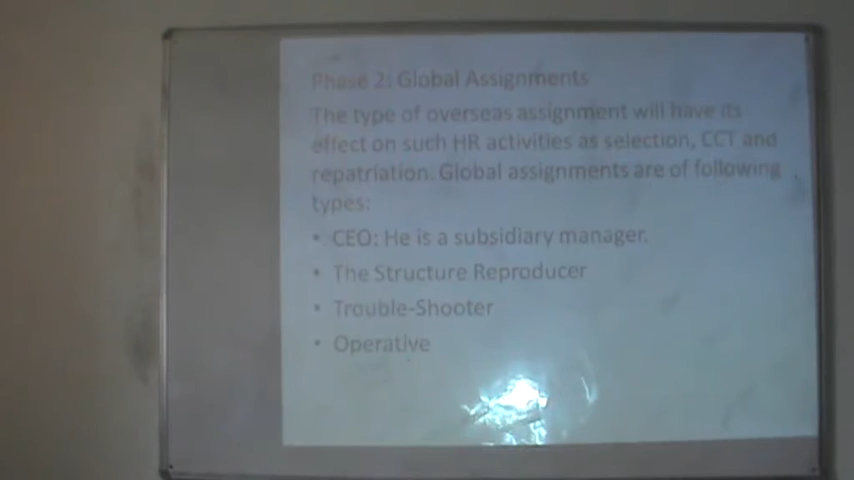 Phase 2: Global Assignments
The type of overseas assignment will have its
effect on such HR activities as selection, CCT and
repatriation. Global assignments are of following
types:
• CEO: He is a subsidiary manager.
• The Structure Reproducer
• Trouble-Shooter
• Operative